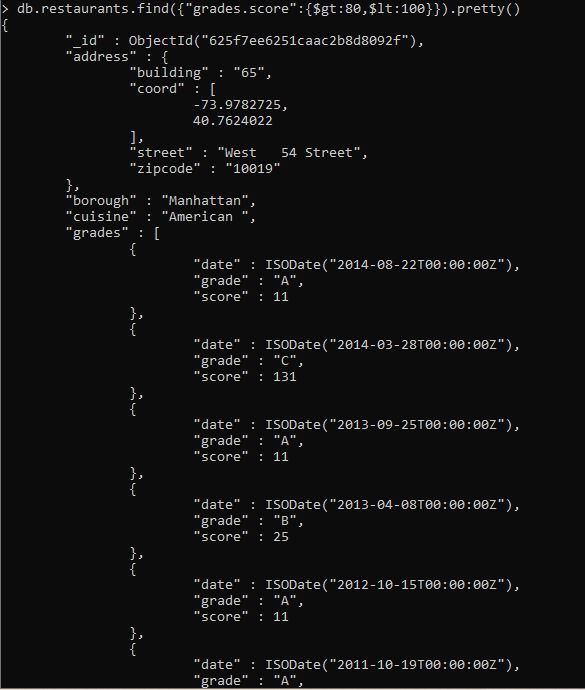 > db.restaurants.find({"grades.score":{$gt:80,$lt:100}}).pretty()
{
        "_id" : ObjectId("625f7ee6251caac2b8d8092f"),
        "address" : {
                "building" : "65",
                "coord" : [
                        -73.9782725,
                        40.7624022
                ],
                "street" : "West   54 Street",
                "zipcode" : "10019"
        },
        "borough" : "Manhattan",
        "cuisine" : "American ",
        "grades" : [
                {
                        "date" : ISODate("2014-08-22T00:00:00Z"),
                        "grade" : "A",
                        "score" : 11
                },
                {
                        "date" : ISODate("2014-03-28T00:00:00Z"),
                        "grade" : "C",
                        "score" : 131
                },
                {
                        "date" : ISODate("2013-09-25T00:00:00Z"),
                        "grade" : "A",
                        "score" : 11
                },
                {
                        "date" : ISODate("2013-04-08T00:00:00Z"),
                        "grade" : "B",
                        "score" : 25
                },
                {
                        "date" : ISODate("2012-10-15T00:00:00Z"),
                        "grade" : "A",
                        "score" : 11
                },
                {
                        "date" : ISODate("2011-10-19T00:00:00Z"),
                        "grade" : "A",